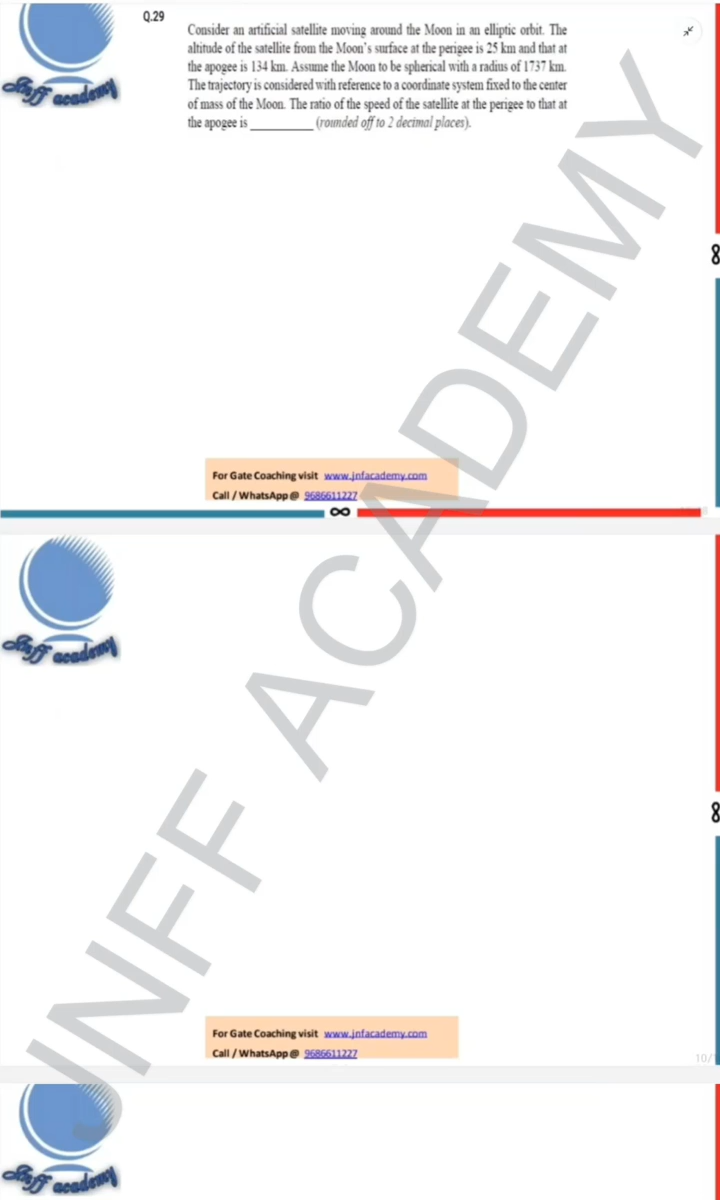 Q.29
Consider an artificial satellite moving around the Moon in an elliptic orbit. The
altitude of the satellite from the Moon's surface at the perigee is 25 km and that at
the apogee is 134 km. Assume the Moon to be spherical with a radius of 1737 km.
The trajectory is considered with reference to a coordinate system fixed to the center
of mass of the Moon. The ratio of the speed of the satellite at the perigee to that at
the apogee is __________ (rounded off to 2 decimal places).
For Gate Coaching visit www.jnfacademy.com
Call / WhatsApp@ 9686611227
academy
For Gate Coaching visit www.jnfacademy.com
Call / WhatsApp@ 9686611227
academy
academy
JNFF ACADEMY